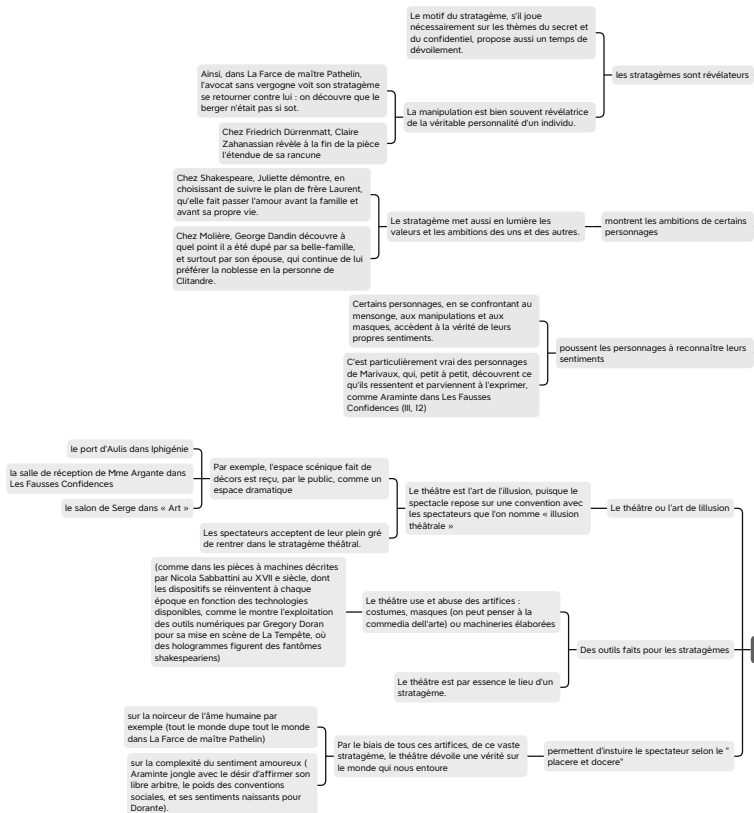 Le motif du stratagème, s'il joue
nécessairement sur les thèmes du secret et
du confidentiel, propose aussi un temps de
dévoilement.
les stratagèmes sont révélateurs
Ainsi, dans La Farce de maître Pathelin,
l'avocat sans vergogne voit son stratagème
se retourner contre lui : on découvre que le
berger n'était pas si sot.
La manipulation est bien souvent révélatrice
de la véritable personnalité d'un individu.
Chez Friedrich Dürrenmatt, Claire
Zahanassian révèle à la fin de la pièce
l'étendue de sa rancune
Chez Shakespeare, Juliette démontre, en
choisissant de suivre le plan de frère Laurent,
qu'elle fait passer l'amour avant la famille et
avant sa propre vie.
Le stratagème met aussi en lumière les
valeurs et les ambitions des uns et des autres.
montrent les ambitions de certains
personnages
Chez Molière, George Dandin découvre à
quel point il a été dupé par sa belle-famille,
et surtout par son épouse, qui continue de lui
préférer la noblesse en la personne de
Clitandre.
Certains personnages, en se confrontant au
mensonge, aux manipulations et aux
masques, accèdent à la vérité de leurs
propres sentiments.
poussent les personnages à reconnaître leurs
sentiments
C'est particulièrement vrai des personnages
de Marivaux, qui, petit à petit, découvrent ce
qu'ils ressentent et parviennent à l'exprimer,
comme Araminte dans Les Fausses
Confidences (III, 12)
le port d'Aulis dans Iphigénie
la salle de réception de Mme Argante dans
Les Fausses Confidences
le salon de Serge dans « Art »
Par exemple, l'espace scénique fait de
décors est reçu, par le public, comme un
espace dramatique
Les spectateurs acceptent de leur plein gré
de rentrer dans le stratagème théâtral.
Le théâtre est l'art de l'illusion, puisque le
spectacle repose sur une convention avec
les spectateurs que l'on nomme « illusion
théâtrale »
Le théâtre ou l'art de lillusion
(comme dans les pièces à machines décrites
par Nicola Sabbattini au XVII e siècle, dont
les dispositifs se réinventent à chaque
époque en fonction des technologies
disponibles, comme le montre l'exploitation
des outils numériques par Gregory Doran
pour sa mise en scène de La Tempête, où
des hologrammes figurent des fantômes
shakespeariens)
Le théâtre use et abuse des artifices :
costumes, masques (on peut penser à la
commedia dell'arte) ou machineries élaborées
Des outils faits pour les stratagèmes
Le théâtre est par essence le lieu d'un
stratagème.
sur la noirceur de l'âme humaine par
exemple (tout le monde dupe tout le monde
dans La Farce de maître Pathelin)
Par le biais de tous ces artifices, de ce vaste
stratagème, le théâtre dévoile une vérité sur
le monde qui nous entoure
permettent d'instuire le spectateur selon le "
placere et docere"
sur la complexité du sentiment amoureux (
Araminte jongle avec le désir d'affirmer son
libre arbitre, le poids des conventions
sociales, et ses sentiments naissants pour
Dorante).